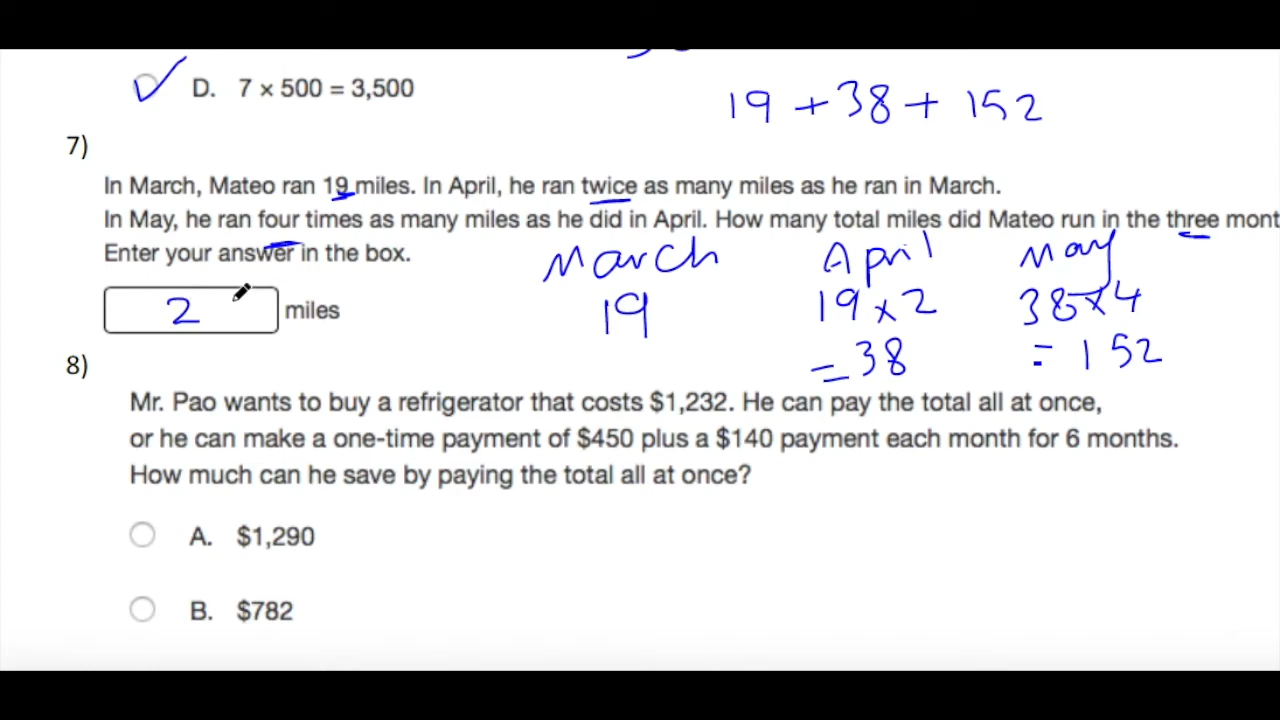 D. 7 × 500 = 3,500
19 + 38 + 152
7)
In March, Mateo ran 19 miles. In April, he ran twice as many miles as he ran in March.
In May, he ran four times as many miles as he did in April. How many total miles did Mateo run in the three mont
Enter your answer in the box.
March April May
19 19 x 2 38 x 4
= 38 = 152
2 miles
8)
Mr. Pao wants to buy a refrigerator that costs $1,232. He can pay the total all at once,
or he can make a one-time payment of $450 plus a $140 payment each month for 6 months.
How much can he save by paying the total all at once?
A. $1,290
B. $782